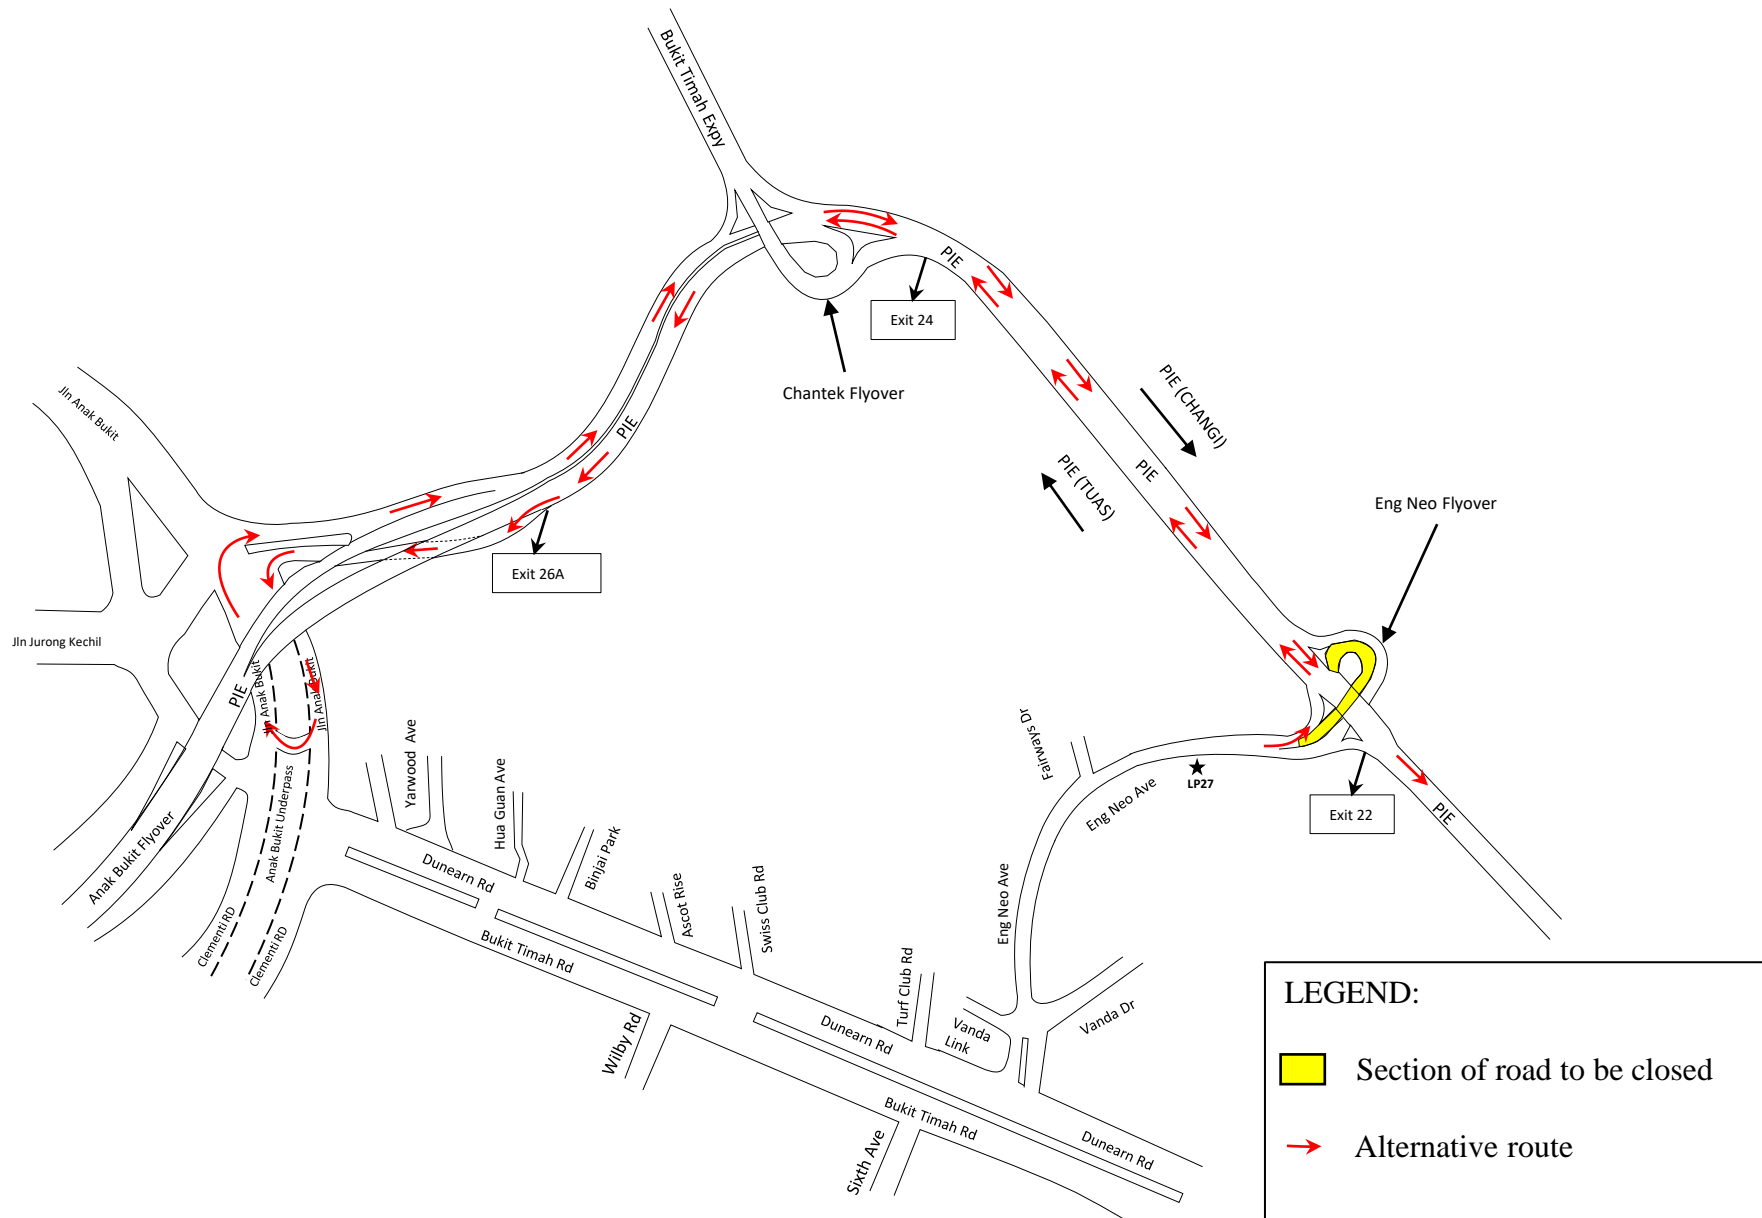 Bukit Timah Expy
PIE
Exit 24
Chantek Flyover
PIE (CHANGI)
PIE (TUAS)
PIE
PIE
Jln Anak Bukit
Eng Neo Flyover
Exit 26A
Jln Jurong Kechil
PIE
Jln Anak Bukit
Jln Anak Bukit
Anak Bukit Flyover
Anak Bukit Underpass
Clementi RD
Clementi RD
Yarwood Ave
Hua Guan Ave
Binjai Park
Ascot Rise
Swiss Club Rd
Turf Club Rd
Dunearn Rd
Bukit Timah Rd
Wilby Rd
Fairways Dr
Eng Neo Ave
LP27
Exit 22
PIE
Eng Neo Ave
Vanda
Link
Vanda Dr
Dunearn Rd
Bukit Timah Rd
Dunearn Rd
Sixth Ave
LEGEND:
Section of road to be closed
Alternative route